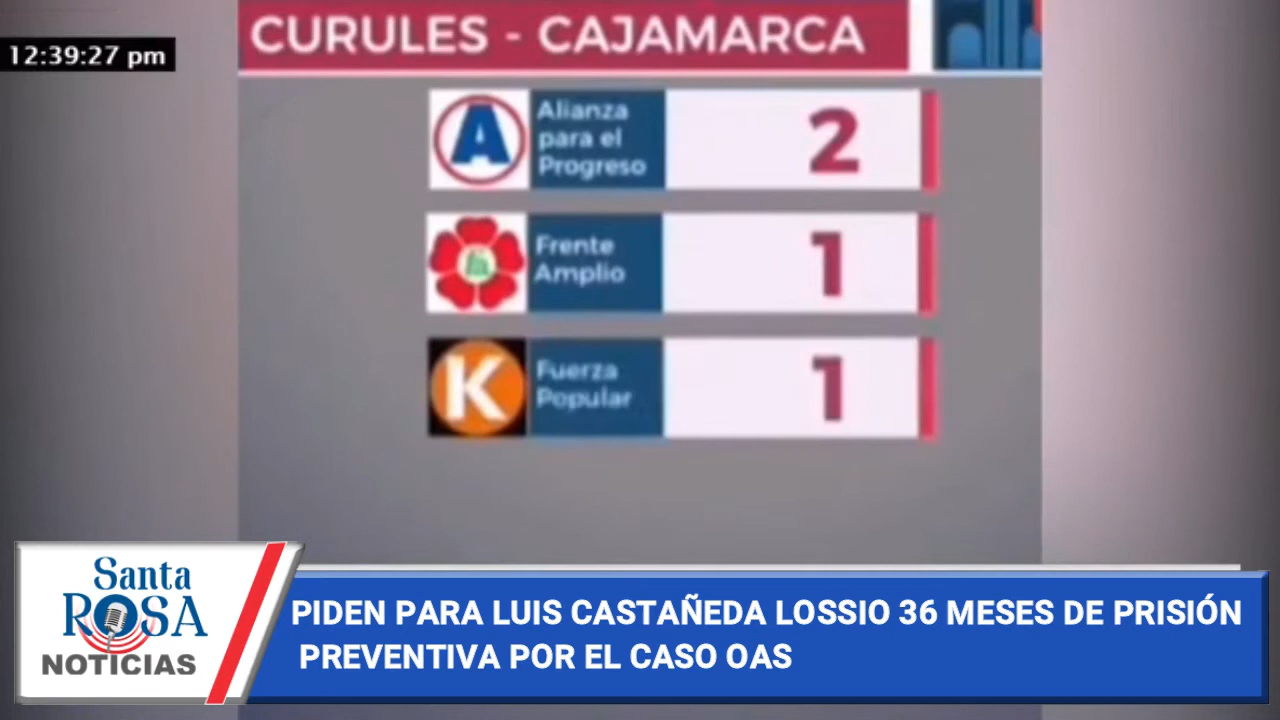 CURULES - CAJAMARCA
12:39:27 pm
A
Alianza
para el
Progreso
2
Frente
Amplio
1
K
Fuerza
Popular
1
Santa
ROSA
NOTICIAS
PIDEN PARA LUIS CASTAÑEDA LOSSIO 36 MESES DE PRISIÓN
PREVENTIVA POR EL CASO OAS